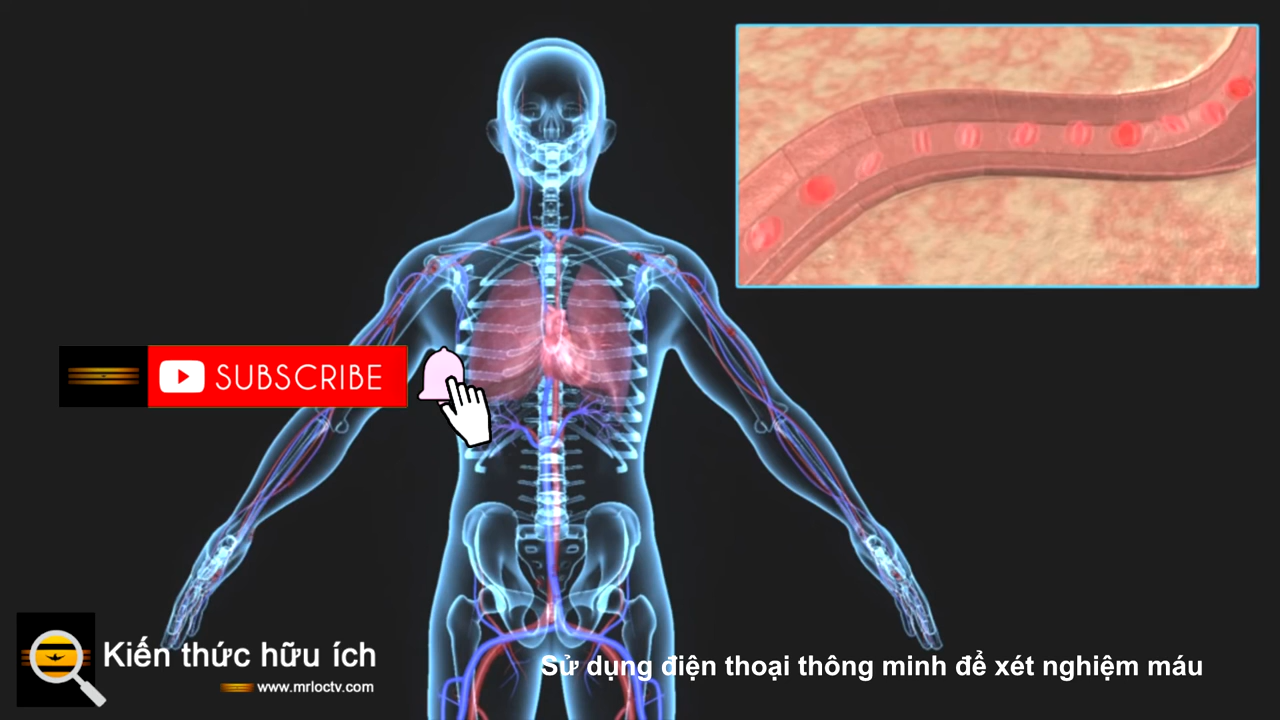 SUBSCRIBE
Kiến thức hữu ích
www.mrloctv.com
Sử dụng điện thoại thông minh để xét nghiệm máu